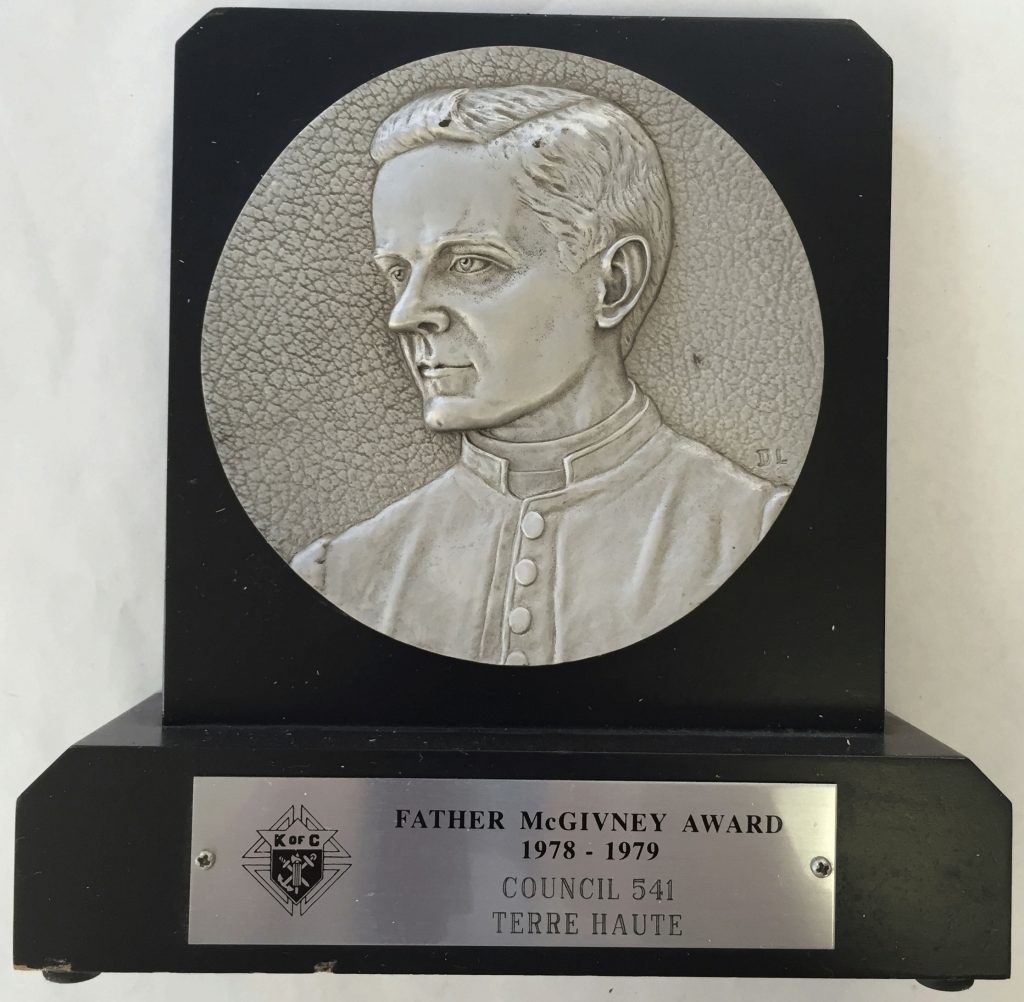 DL
K OF C
FATHER McGIVNEY AWARD
1978 - 1979
COUNCIL 541
TERRE HAUTE